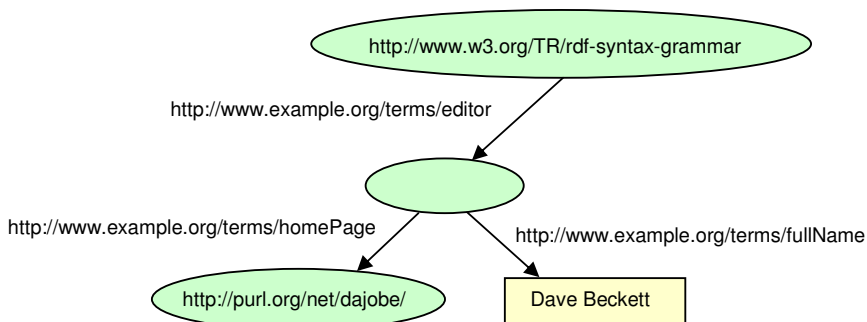 http://www.w3.org/TR/rdf-syntax-grammar
http://www.example.org/terms/editor
http://www.example.org/terms/homePage
http://www.example.org/terms/fullName
http://purl.org/net/dajobe/
Dave Beckett